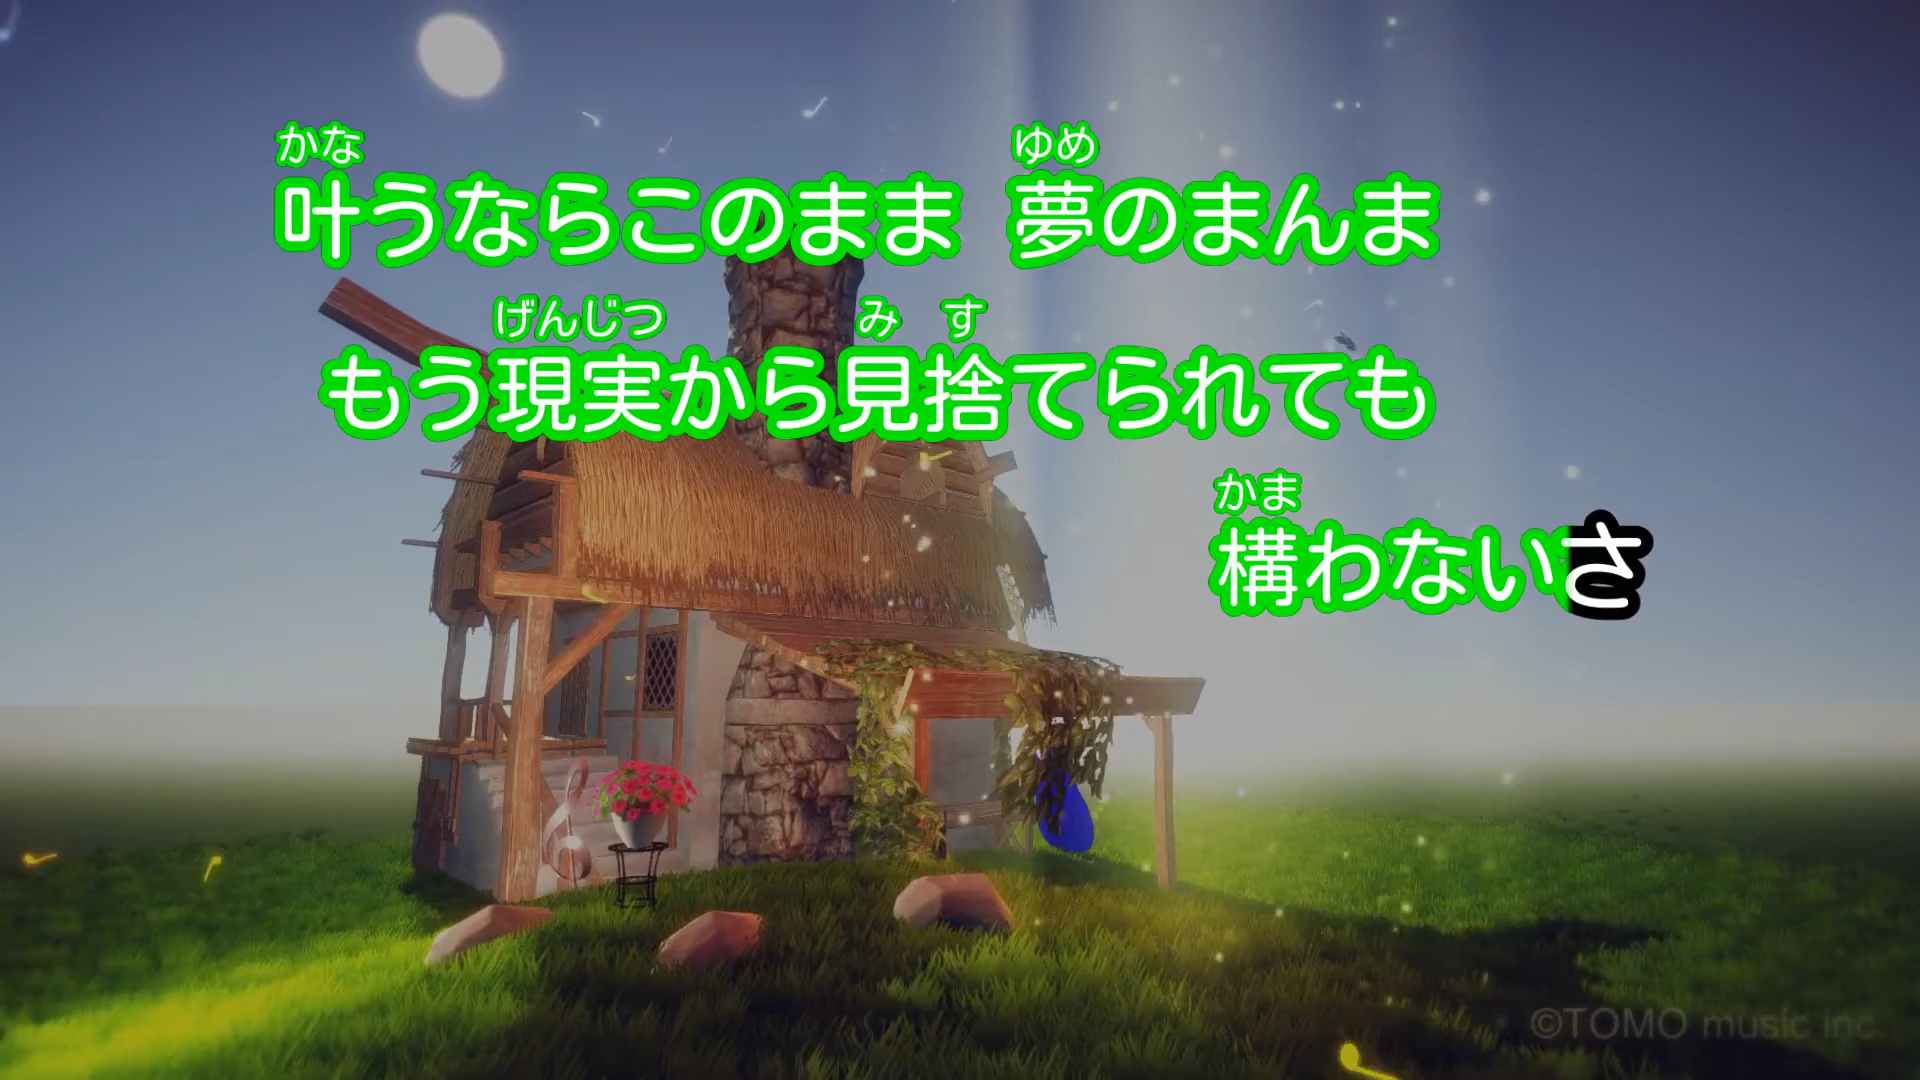 かな ゆめ
叶うならこのまま 夢のまんま
げんじつ み す
もう現実から見捨てられても
かま
構わないさ
©TOMO music inc